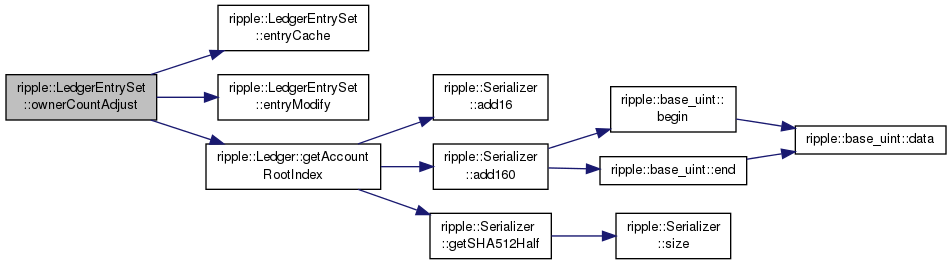 ripple::LedgerEntrySet
::ownerCountAdjust
ripple::LedgerEntrySet
::entryCache
ripple::LedgerEntrySet
::entryModify
ripple::Ledger::getAccount
RootIndex
ripple::Serializer
::add16
ripple::Serializer
::add160
ripple::Serializer
::getSHA512Half
ripple::base_uint::
begin
ripple::base_uint::end
ripple::Serializer
::size
ripple::base_uint::data